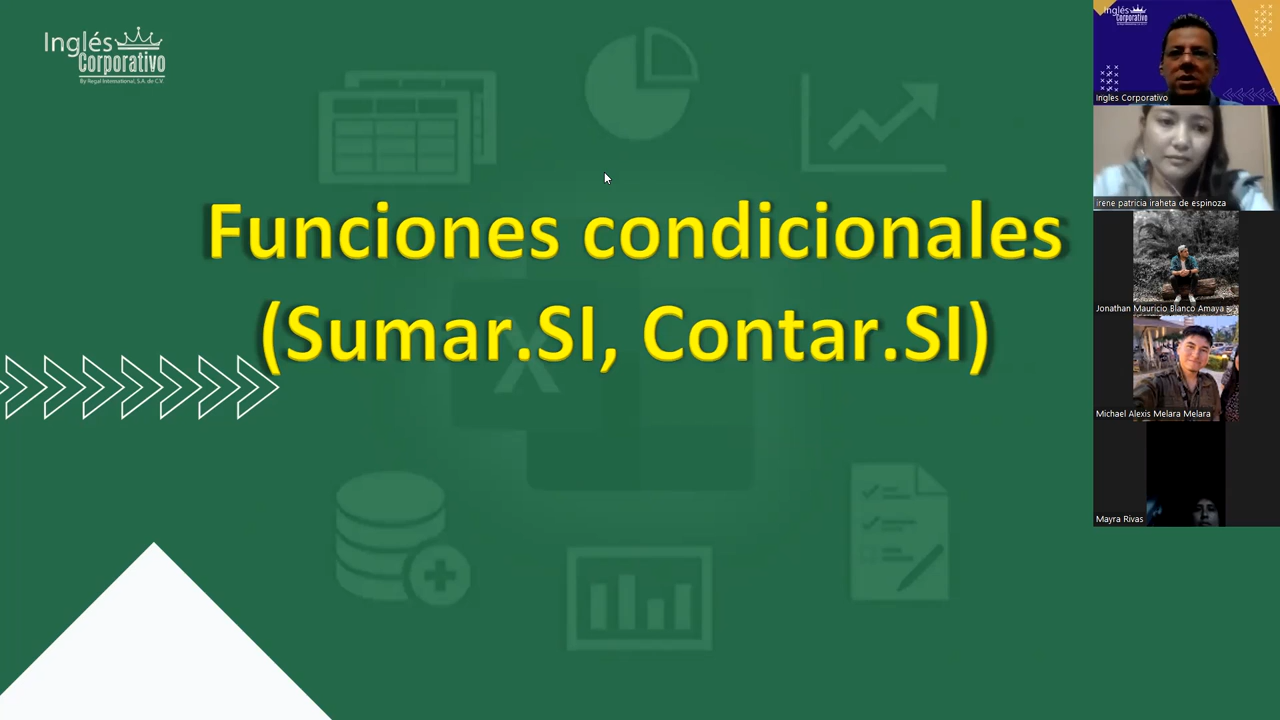 Inglés
Corporativo
By Regal International, S.A. de C.V.
Funciones condicionales
(Sumar.SI, Contar.SI)
Inglés
Corporativo
Ingles Corporativo
Irene patricia iraheta de espinoza
Jonathan Mauricio Blanco Amaya
Michael Alexis Melara Melara
Mayra Rivas